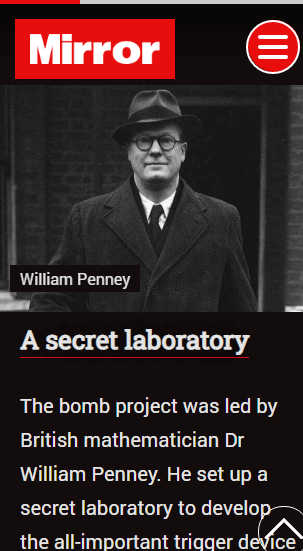 Mirror
William Penney
A secret laboratory
The bomb project was led by
British mathematician Dr
William Penney. He set up a
secret laboratory to develop
the all-important trigger device